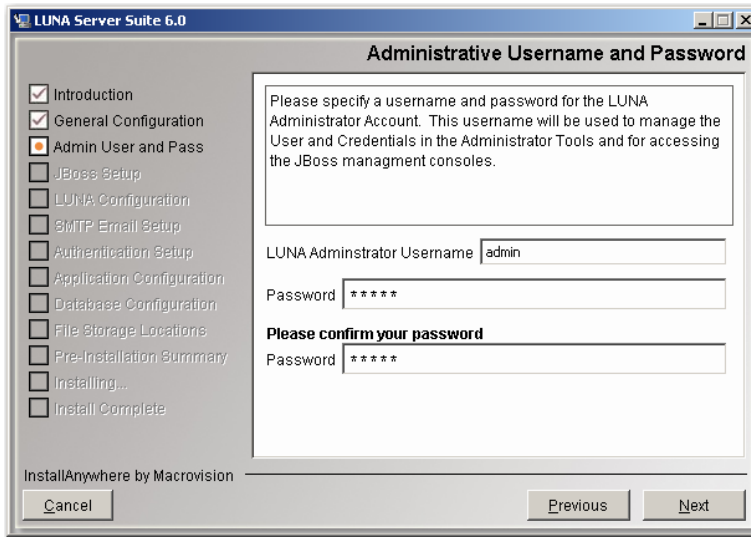 LUNA Server Suite 6.0
Administrative Username and Password
Introduction
General Configuration
Admin User and Pass
JBoss Setup
LUNA Configuration
SMTP Email Setup
Authentication Setup
Application Configuration
Database Configuration
File Storage Locations
Pre-Installation Summary
Installing...
Install Complete
Please specify a username and password for the LUNA
Administrator Account. This username will be used to manage the
User and Credentials in the Administrator Tools and for accessing
the JBoss managment consoles.
LUNA Adminstrator Username admin
Password *****
Please confirm your password
Password *****
InstallAnywhere by Macrovision
Cancel
Previous
Next